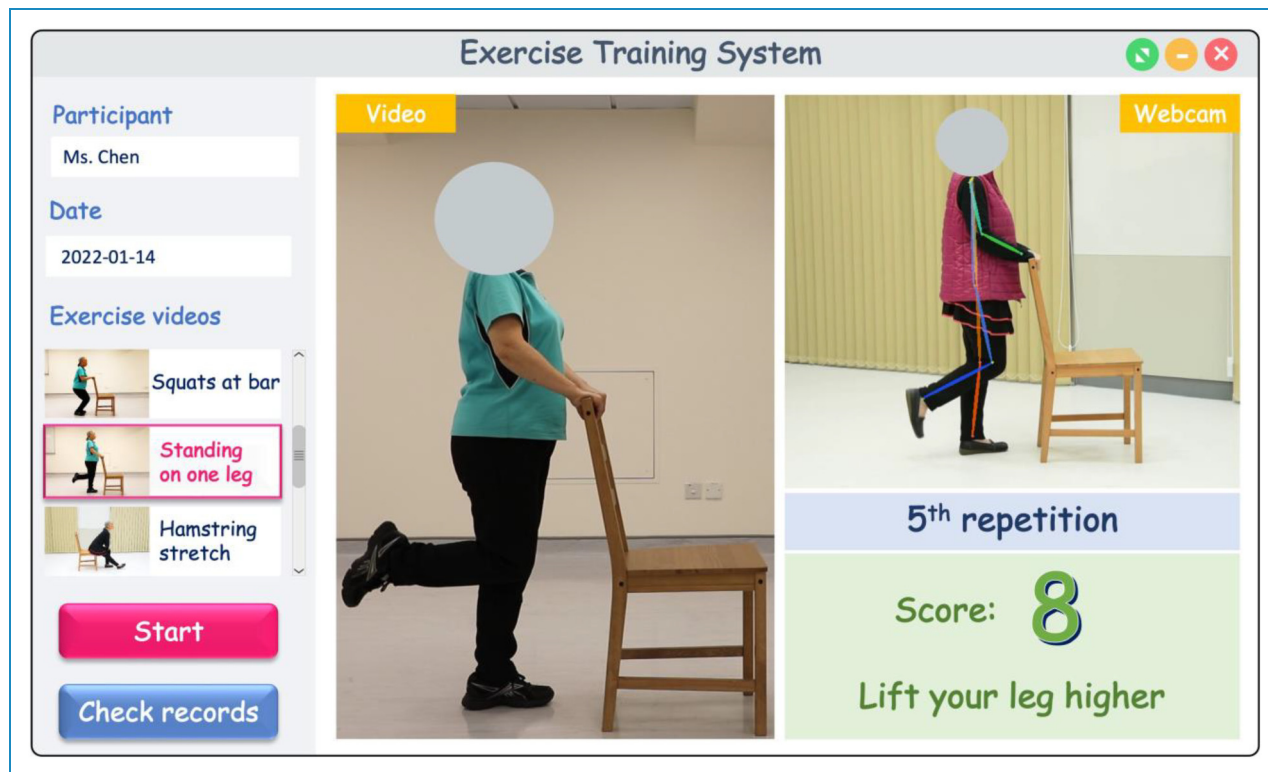 Exercise Training System
Participant
Ms. Chen
Date
2022-01-14
Exercise videos
Squats at bar
Standing
on one leg
Hamstring
stretch
Start
Check records
Video
Webcam
5th repetition
Score: 8
Lift your leg higher